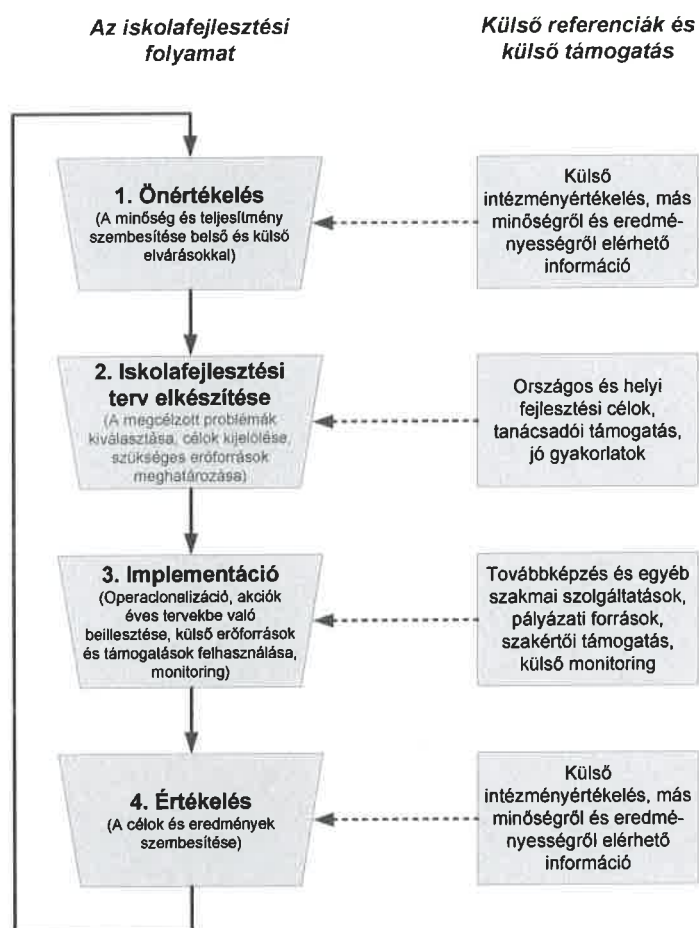 Az iskolafejlesztési
folyamat
Külső referenciák és
külső támogatás
1. Önértékelés
(A minőség és teljesítmény
szembesítése belső és külső
elvárásokkal)
Külső
intézményértékelés, más
minőségről és eredmé-
nyességről elérhető
információ
2. Iskolafejlesztési
terv elkészítése
(A megcélzott problémák
kiválasztása, célok kijelölése,
szükséges erőforrások
meghatározása)
Országos és helyi
fejlesztési célok,
tanácsadói támogatás,
jó gyakorlatok
3. Implementáció
(Operacionalizáció, akciók
éves tervekbe való
beillesztése, külső erőforrások
és támogatások felhasználása,
monitoring)
Továbbképzés és egyéb
szakmai szolgáltatások,
pályázati források,
szakértői támogatás,
külső monitoring
4. Értékelés
(A célok és eredmények
szembesítése)
Külső
intézményértékelés, más
minőségről és eredmé-
nyességről elérhető
információ